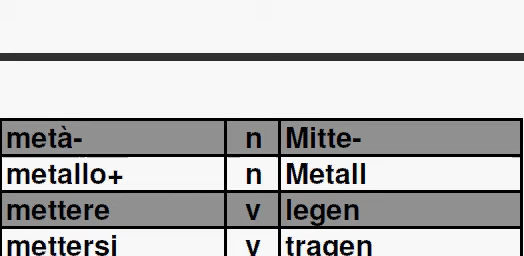 metà- n Mitte-
metallo+ n Metall
mettere v legen
mettersi v tragen